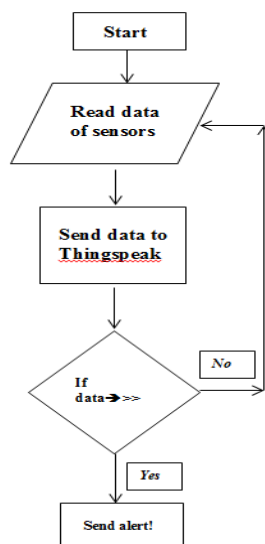 Start
Read data
of sensors
Send data to
Thingspeak
If
data➔ >>
No
Yes
Send alert!